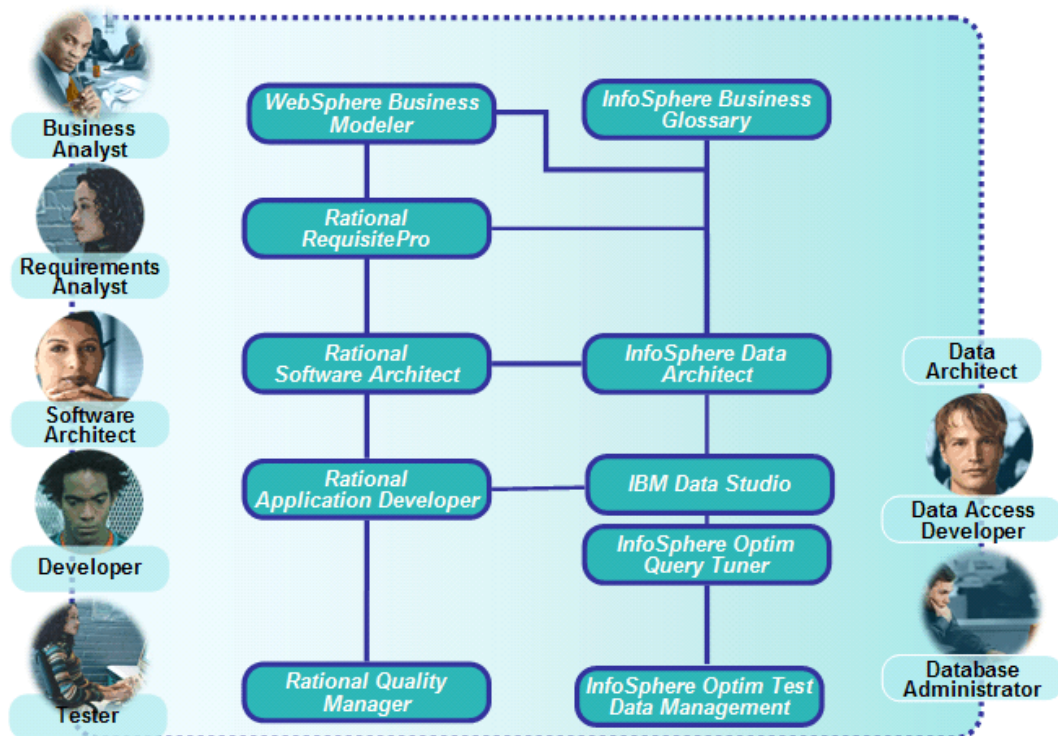 Business
Analyst
Requirements
Analyst
Software
Architect
Developer
Tester
WebSphere Business
Modeler
Rational
RequisitePro
Rational
Software Architect
Rational
Application Developer
Rational Quality
Manager
InfoSphere Business
Glossary
InfoSphere Data
Architect
IBM Data Studio
InfoSphere Optim
Query Tuner
InfoSphere Optim Test
Data Management
Data
Architect
Data Access
Developer
Database
Administrator